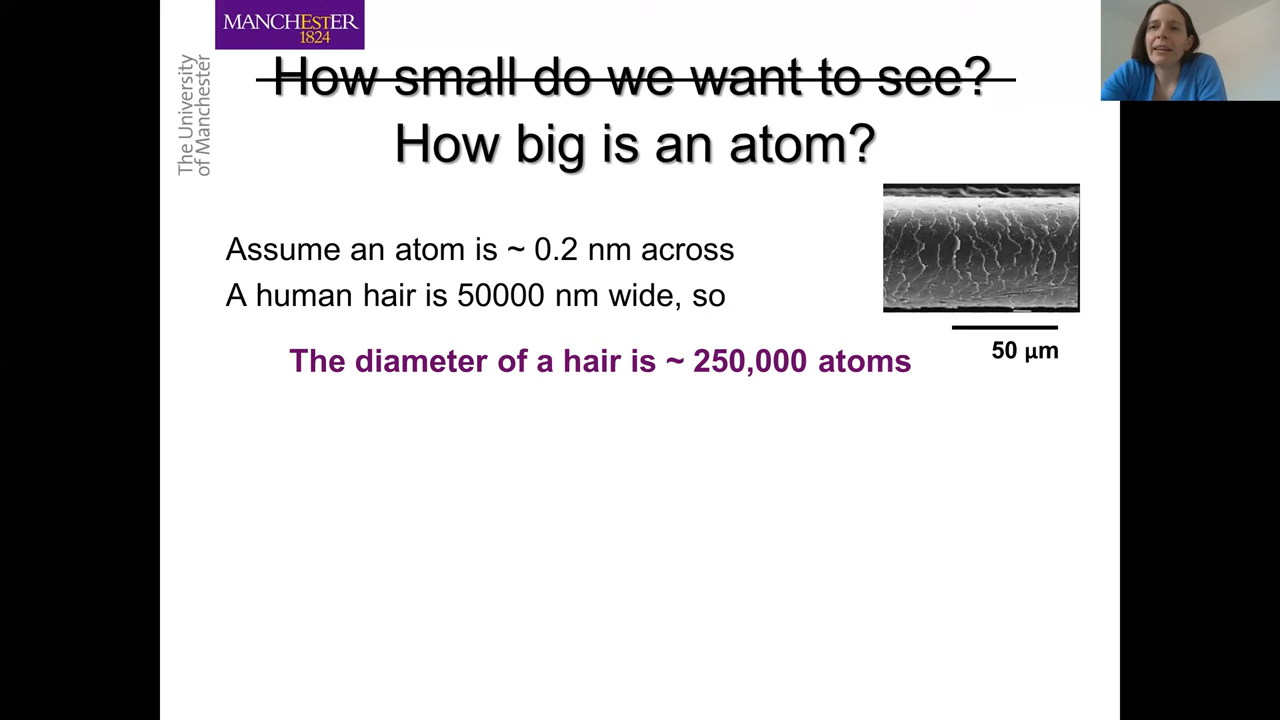 MANCHESTER
1824
The University
of Manchester
How small do we want to see?
How big is an atom?
Assume an atom is ~ 0.2 nm across
A human hair is 50000 nm wide, so
The diameter of a hair is ~ 250,000 atoms
50 μm